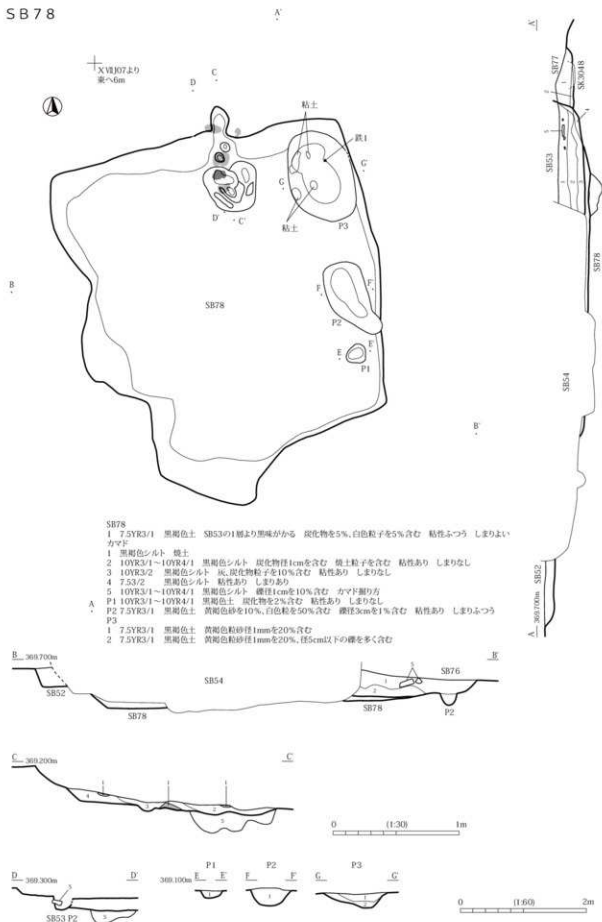 SB78
A'
XⅦJ07より
東へ6m
D
C
粘土
鉄1
G'
G
D'
C'
粘土
P3
B
SB78
F
F'
P2
E
E'
P1
B'
A'
SB77
SK3048
SB53
SB78
SB54
SB52
A 369.700m
SB78
1 7.5YR3/1 黒褐色土 SB53の1層より黒味がかる 炭化物を5%、白色粒子を5%含む 粘性ふつう しまりよい
カマド
1 黒褐色シルト 焼土
2 10YR3/1～10YR4/1 黒褐色シルト 炭化物径1cmを含む 焼土粒子を含む 粘性あり しまりなし
3 10YR3/2 黒褐色シルト 灰、炭化物粒子を10%含む 粘性あり しまりなし
4 7.53/2 黒褐色シルト 粘性あり しまりあり
5 10YR3/1～10YR4/1 黒褐色シルト 礫径1cmを10%含む カマド掘り方
P1 10YR3/1～10YR4/1 黒褐色土 炭化物を2%含む 粘性あり しまりなし
A
P2 7.5YR3/1 黒褐色土 黄褐色砂を10%、白色粒を50%含む 礫径3cmを1%含む 粘性あり しまりふつう
P3
1 7.5YR3/1 黒褐色土 黄褐色粒砂径1mmを20%含む
2 7.5YR3/1 黒褐色土 黄褐色粒砂径1mmを20%、径5cm以下の礫を多く含む
B 369.700m
SB52
SB78
SB54
5
1
2
SB78
SB76
P2
B'
C 369.200m
C'
4
1
3
1
2
1
5
0 (1:30) 1m
D 369.300m
D'
SB53 P2
369.100m
P1
E
E'
P2
F
F'
P3
G
G'
0 (1:60) 2m